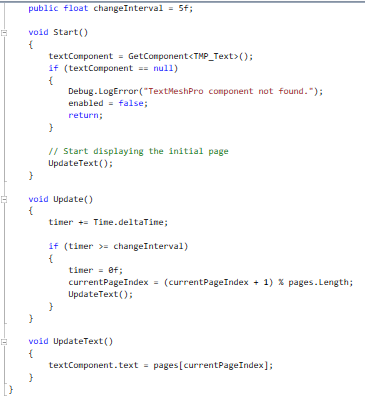 public float changeInterval = 5f;
void Start()
{
textComponent = GetComponent<TMP_Text>();
if (textComponent == null)
{
Debug.LogError("TextMeshPro component not found.");
enabled = false;
return;
}
// Start displaying the initial page
UpdateText();
}
void Update()
{
timer += Time.deltaTime;
if (timer >= changeInterval)
{
timer = 0f;
currentPageIndex = (currentPageIndex + 1) % pages.Length;
UpdateText();
}
}
void UpdateText()
{
textComponent.text = pages[currentPageIndex];
}
}